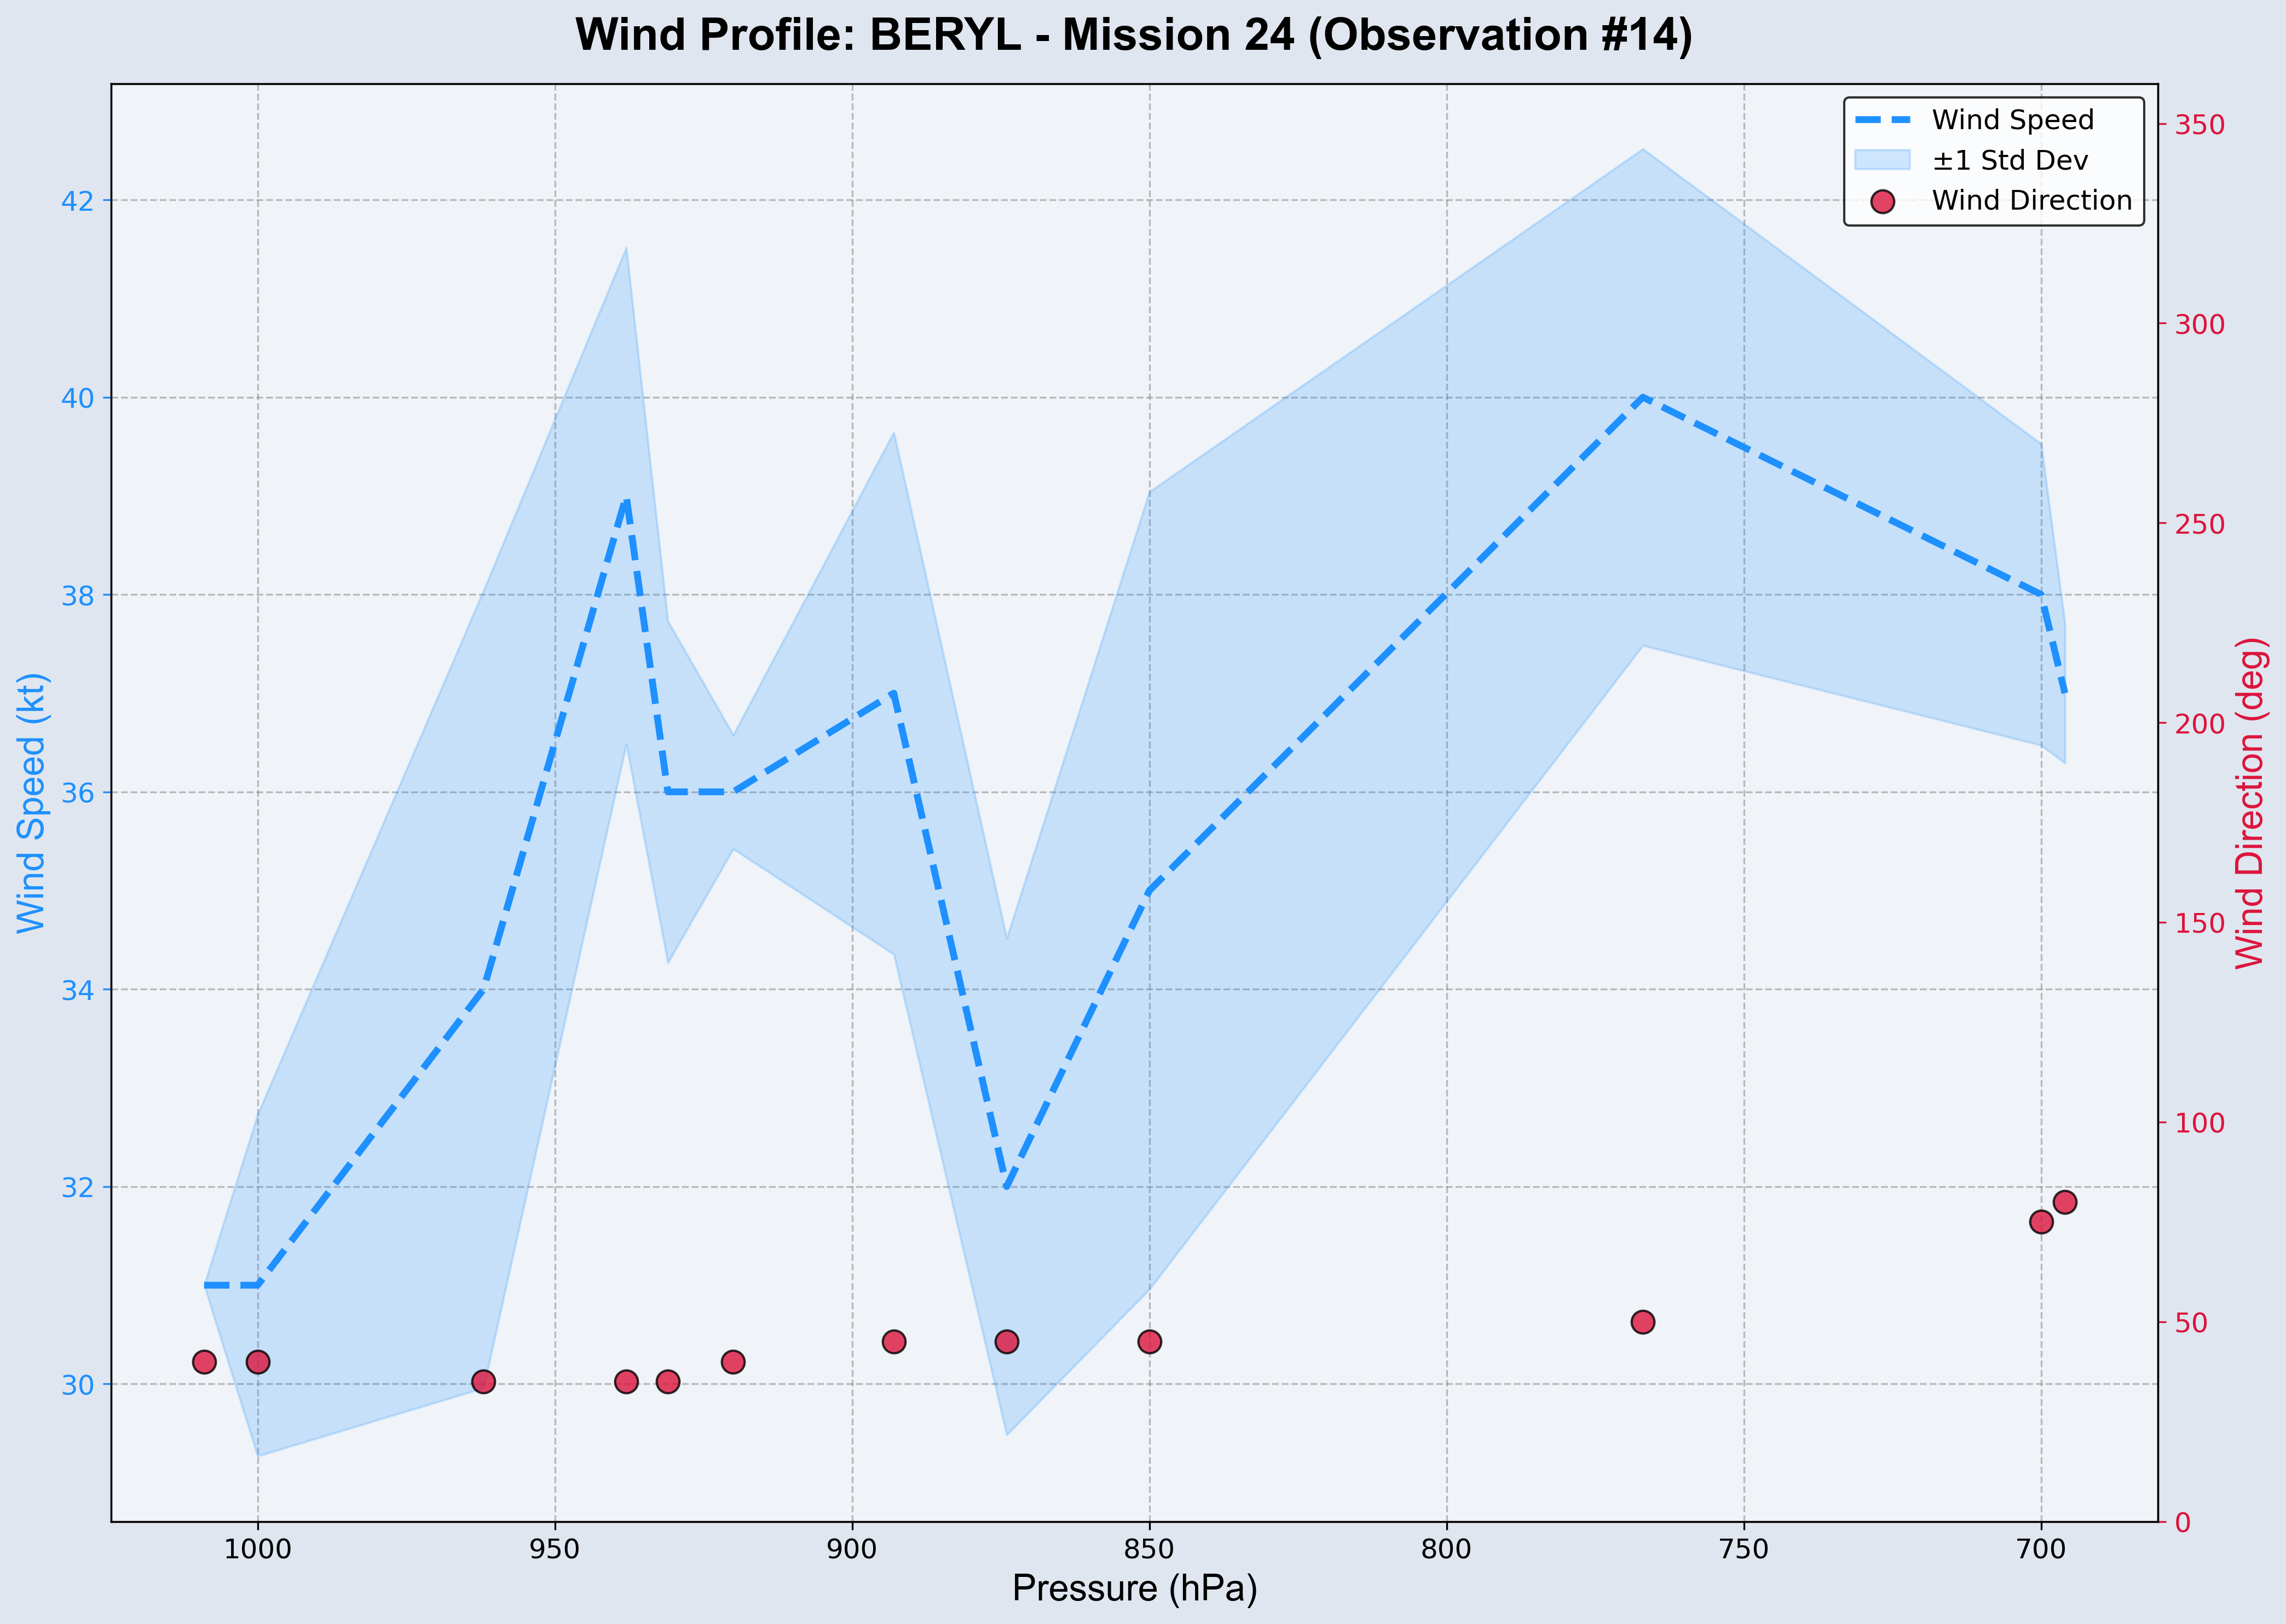 Wind Profile: BERYL - Mission 24 (Observation #14)
Wind Speed
±1 Std Dev
Wind Direction
Wind Speed (kt)
42
40
38
36
34
32
30
350
300
250
200
150
100
50
0
Wind Direction (deg)
1000 950 900 850 800 750 700
Pressure (hPa)